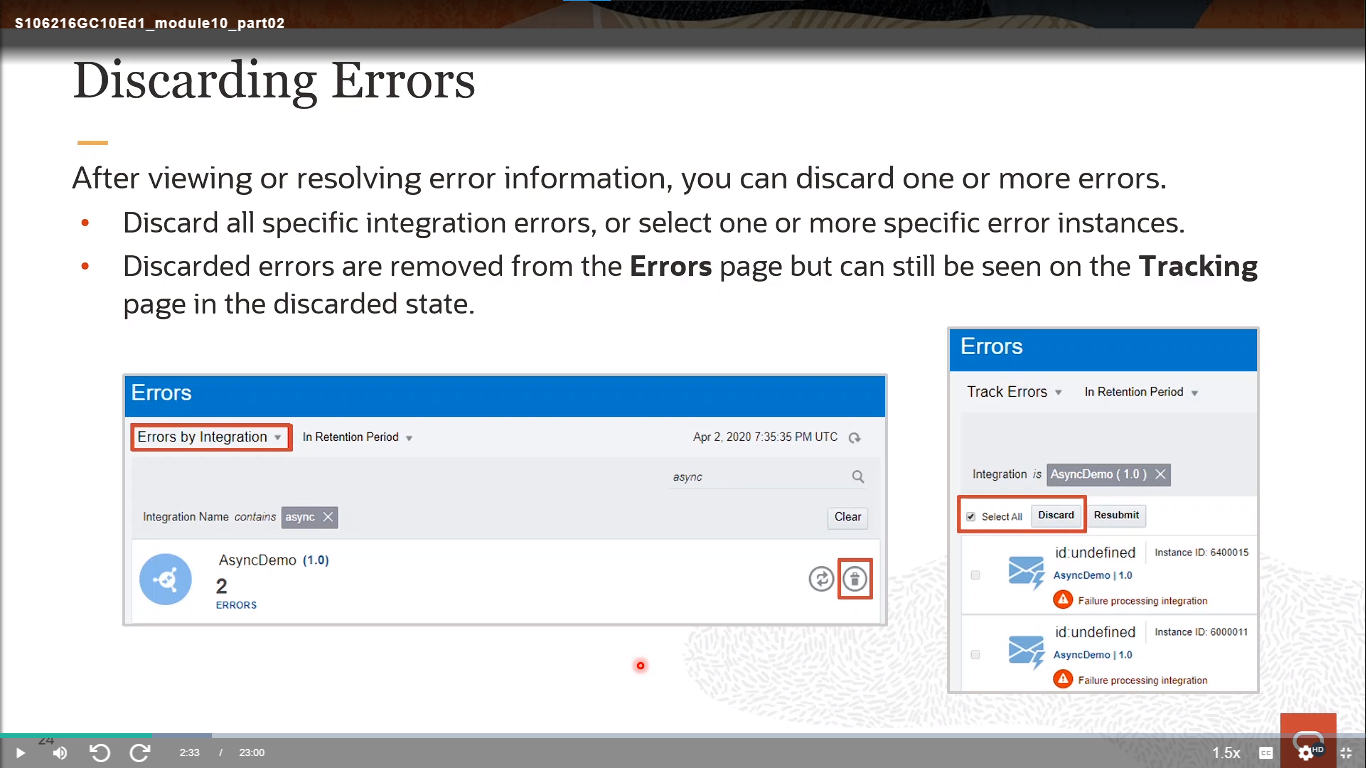 S106216GC10Ed1_module10_part02
Discarding Errors
After viewing or resolving error information, you can discard one or more errors.
• Discard all specific integration errors, or select one or more specific error instances.
• Discarded errors are removed from the Errors page but can still be seen on the Tracking
page in the discarded state.
Errors
Errors by Integration In Retention Period Apr 2, 2020 7:35:35 PM UTC
async
Integration Name contains async Clear
AsyncDemo (1.0)
2
ERRORS
Errors
Track Errors In Retention Period
Integration is AsyncDemo ( 1.0 )
Select All Discard Resubmit
id:undefined Instance ID: 6400015
AsyncDemo | 1.0
Failure processing integration
id:undefined Instance ID: 6000011
AsyncDemo | 1.0
Failure processing integration
24
2:33 / 23:00 1.5x CC HD